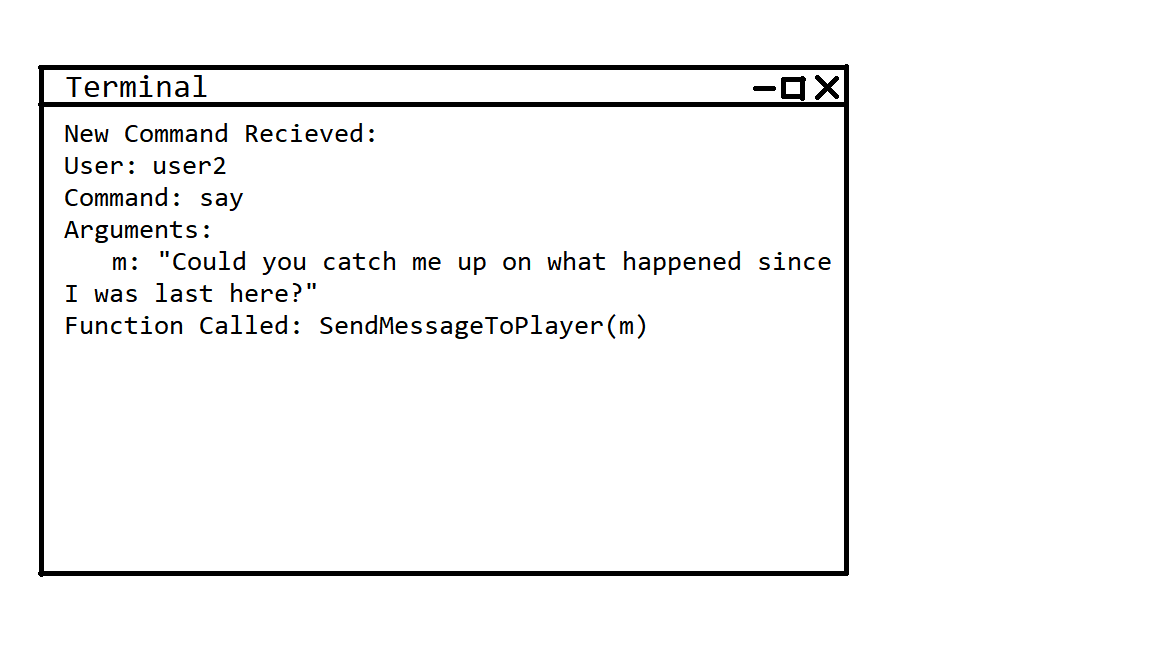 Terminal
New Command Recieved:
User: user2
Command: say
Arguments:
m: "Could you catch me up on what happened since
I was last here?"
Function Called: SendMessageToPlayer(m)